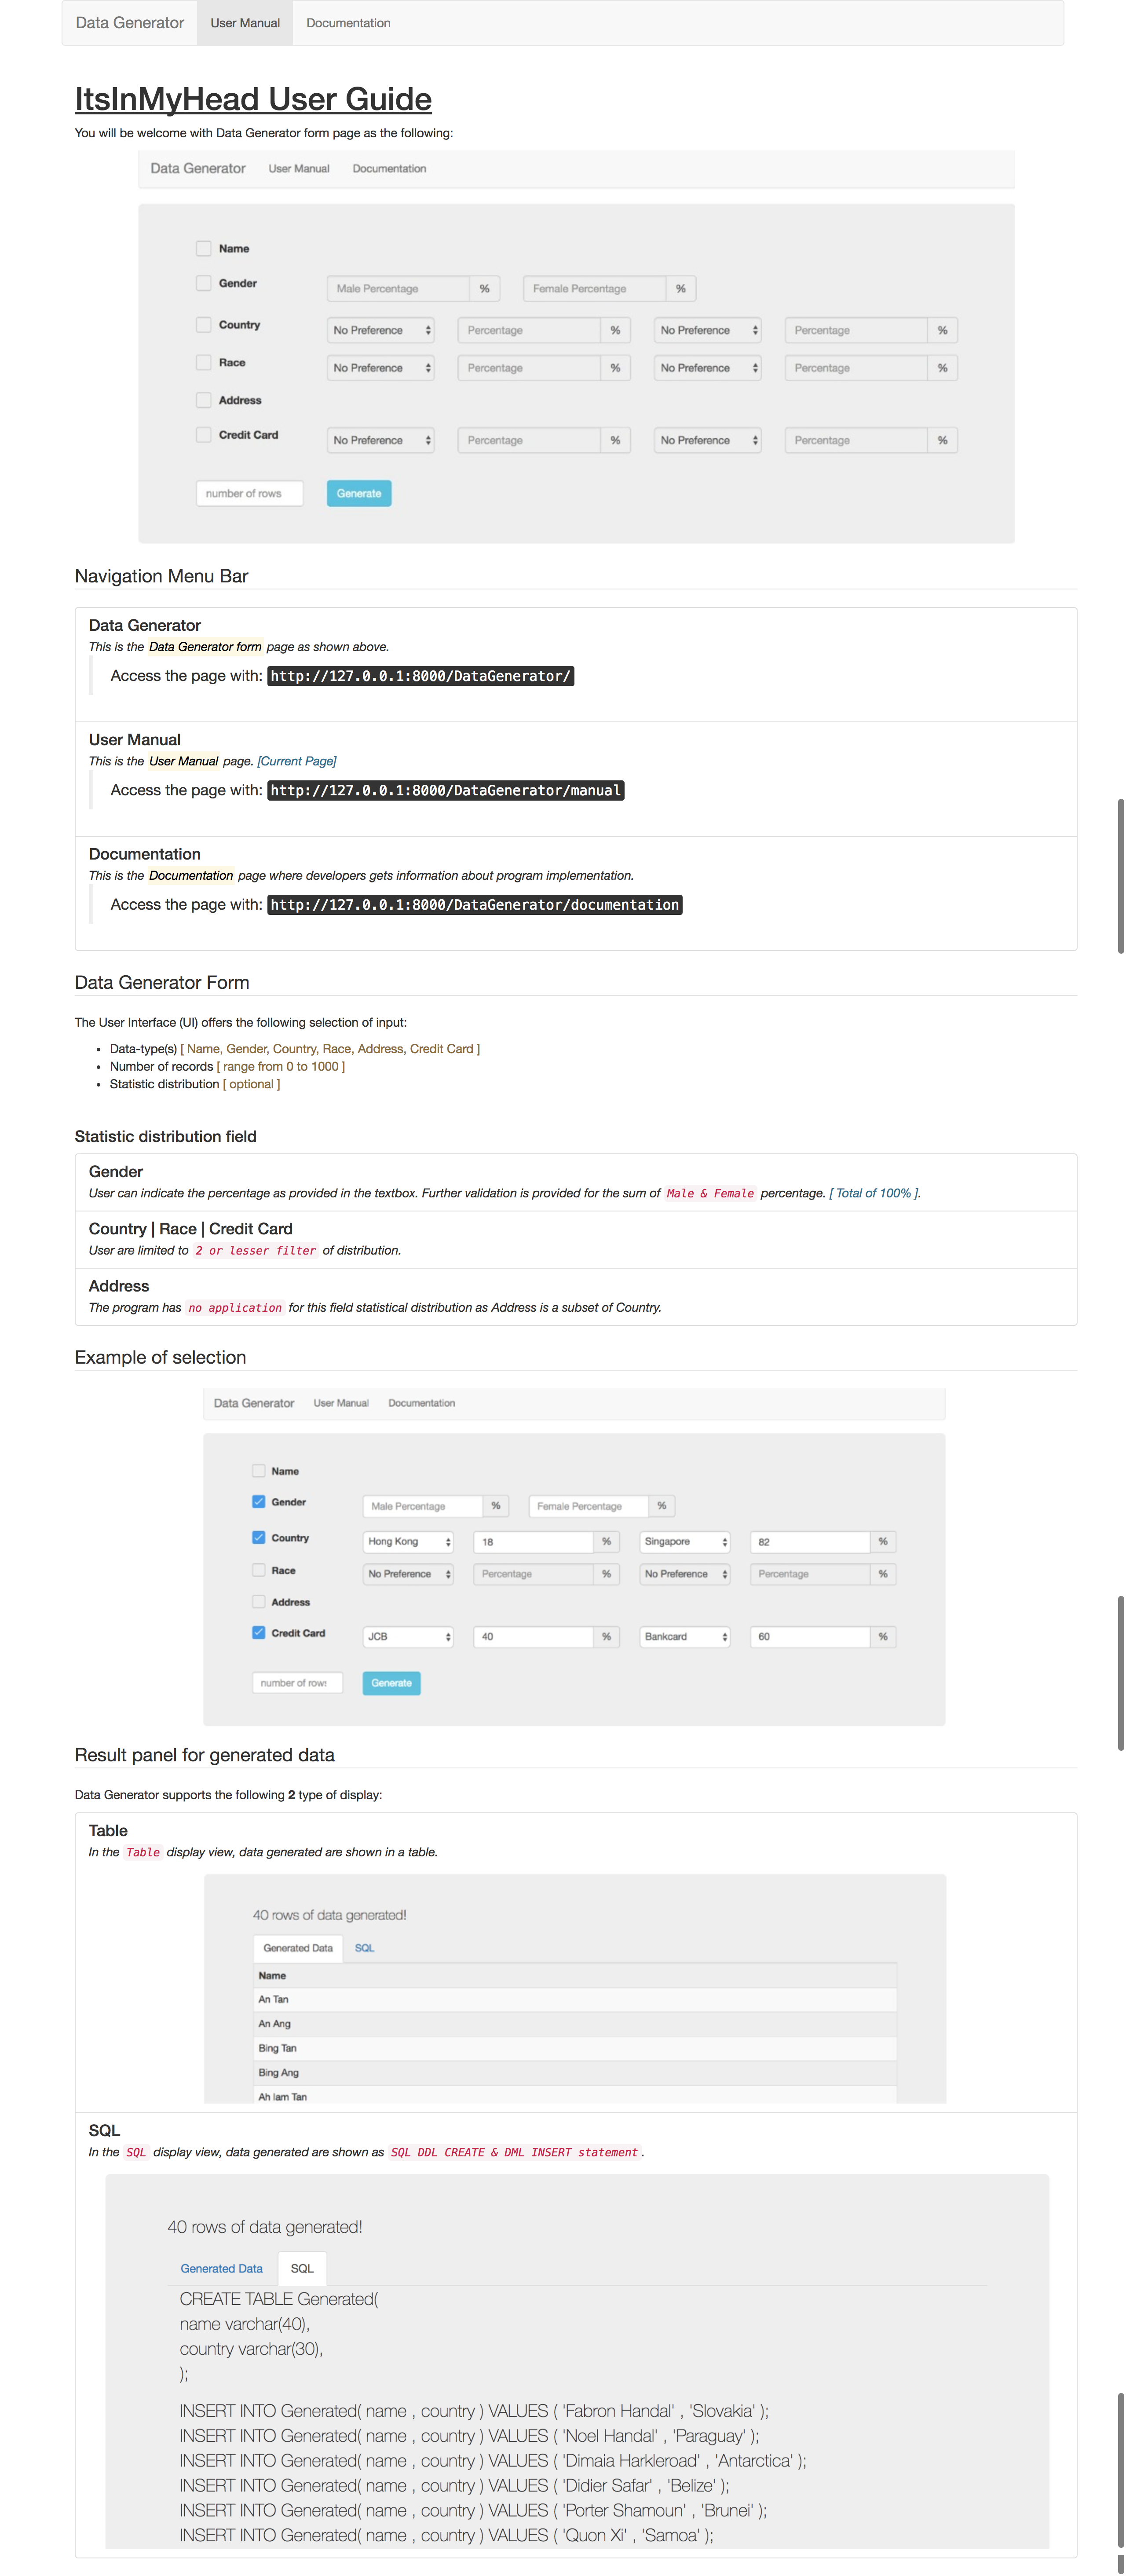 Data Generator User Manual Documentation
ItsInMyHead User Guide
You will be welcome with Data Generator form page as the following:
Data Generator User Manual Documentation
Name
Gender Male Percentage % Female Percentage %
Country No Preference Percentage % No Preference Percentage %
Race No Preference Percentage % No Preference Percentage %
Address
Credit Card No Preference Percentage % No Preference Percentage %
number of rows Generate
Navigation Menu Bar
Data Generator
This is the Data Generator form page as shown above.
Access the page with: http://127.0.0.1:8000/DataGenerator/
User Manual
This is the User Manual page. [Current Page]
Access the page with: http://127.0.0.1:8000/DataGenerator/manual
Documentation
This is the Documentation page where developers gets information about program implementation.
Access the page with: http://127.0.0.1:8000/DataGenerator/documentation
Data Generator Form
The User Interface (UI) offers the following selection of input:
• Data-type(s) [ Name, Gender, Country, Race, Address, Credit Card ]
• Number of records [ range from 0 to 1000 ]
• Statistic distribution [ optional ]
Statistic distribution field
Gender
User can indicate the percentage as provided in the textbox. Further validation is provided for the sum of Male & Female percentage. [ Total of 100% ].
Country | Race | Credit Card
User are limited to 2 or lesser filter of distribution.
Address
The program has no application for this field statistical distribution as Address is a subset of Country.
Example of selection
Data Generator User Manual Documentation
Name
Gender Male Percentage % Female Percentage %
Country Hong Kong 18 % Singapore 82 %
Race No Preference Percentage % No Preference Percentage %
Address
Credit Card JCB 40 % Bankcard 60 %
number of rows Generate
Result panel for generated data
Data Generator supports the following 2 type of display:
Table
In the Table display view, data generated are shown in a table.
40 rows of data generated!
Generated Data SQL
Name
An Tan
An Ang
Bing Tan
Bing Ang
Ah lam Tan
SQL
In the SQL display view, data generated are shown as SQL DDL CREATE & DML INSERT statement.
40 rows of data generated!
Generated Data SQL
CREATE TABLE Generated(
name varchar(40),
country varchar(30),
);
INSERT INTO Generated( name , country ) VALUES ( 'Fabron Handal' , 'Slovakia' );
INSERT INTO Generated( name , country ) VALUES ( 'Noel Handal' , 'Paraguay' );
INSERT INTO Generated( name , country ) VALUES ( 'Dimaia Harkleroad' , 'Antarctica' );
INSERT INTO Generated( name , country ) VALUES ( 'Didier Safar' , 'Belize' );
INSERT INTO Generated( name , country ) VALUES ( 'Porter Shamoun' , 'Brunei' );
INSERT INTO Generated( name , country ) VALUES ( 'Quon Xi' , 'Samoa' );